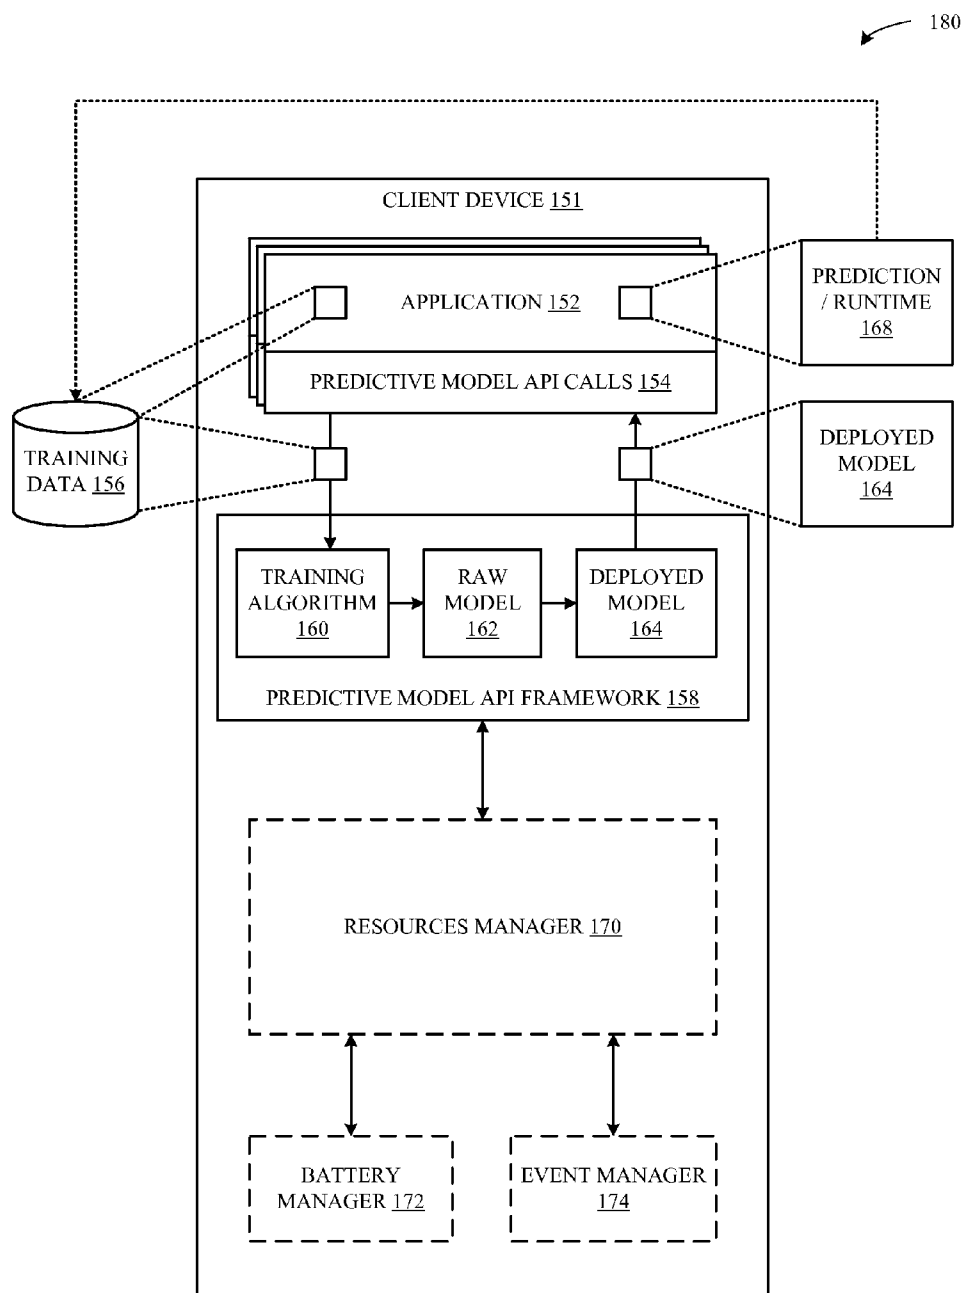 180
CLIENT DEVICE 151
APPLICATION 152
PREDICTION
/ RUNTIME
168
PREDICTIVE MODEL API CALLS 154
TRAINING
DATA 156
DEPLOYED
MODEL
164
TRAINING
ALGORITHM
160
RAW
MODEL
162
DEPLOYED
MODEL
164
PREDICTIVE MODEL API FRAMEWORK 158
RESOURCES MANAGER 170
BATTERY
MANAGER 172
EVENT MANAGER
174